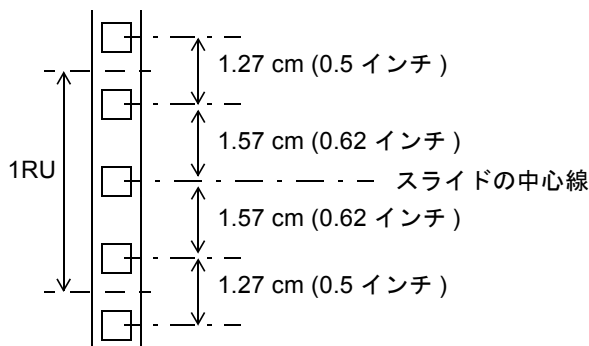 1.27 cm (0.5 インチ )
1.57 cm (0.62 インチ )
1RU
スライドの中心線
1.57 cm (0.62 インチ )
1.27 cm (0.5 インチ )